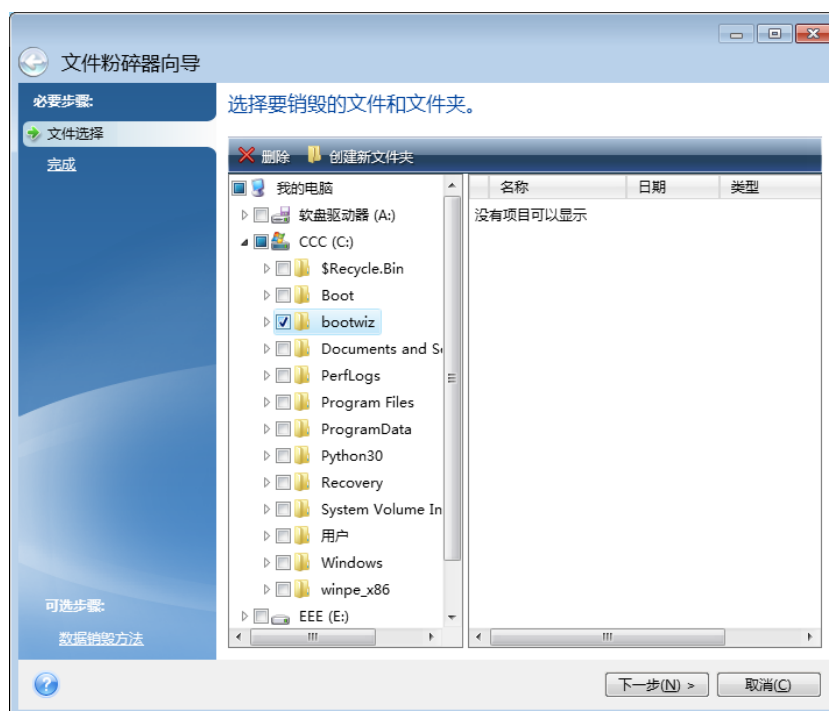 文件粉碎器向导
必要步骤:
文件选择
完成
可选步骤:
数据销毁方法
选择要销毁的文件和文件夹。
删除 创建新文件夹
我的电脑
软盘驱动器 (A:)
CCC (C:)
$Recycle.Bin
Boot
bootwiz
Documents and Se
PerfLogs
Program Files
ProgramData
Python30
Recovery
System Volume In
用户
Windows
winpe_x86
EEE (E:)
名称 日期 类型
没有项目可以显示
下一步(N) > 取消(C)